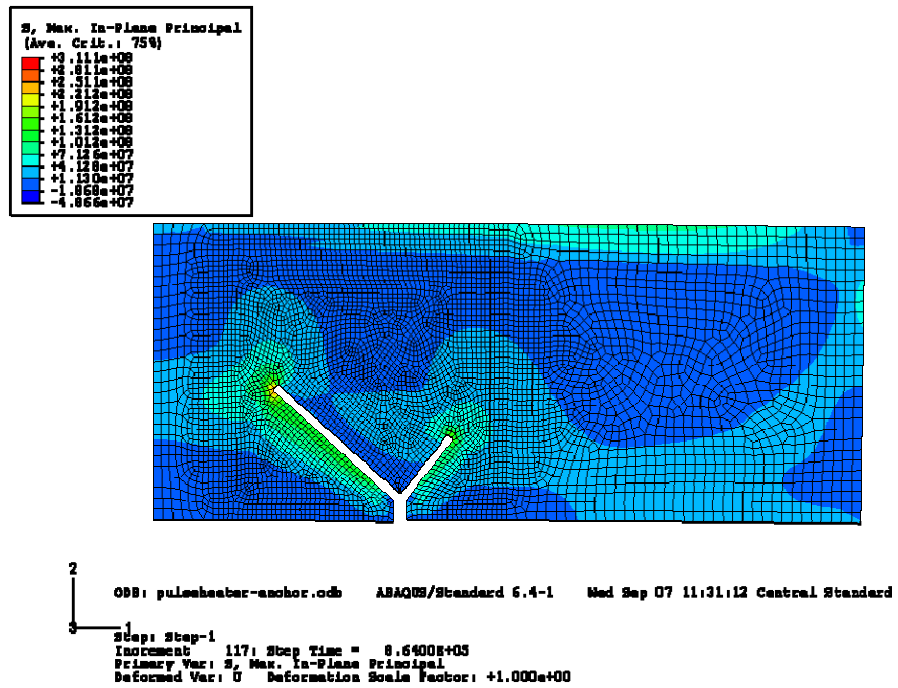 S, Max. In-Plane Principal
(Ave. Crit.: 75%)
+3.111e+08
+2.811e+08
+2.511e+08
+2.212e+08
+1.912e+08
+1.612e+08
+1.312e+08
+1.012e+08
+7.126e+07
+4.128e+07
+1.130e+07
-1.868e+07
-4.866e+07
2
3 1
ODB: pulseheater-anchor.odb ABAQUS/Standard 6.4-1 Wed Sep 07 11:31:12 Central Standard
Step: Step-1
Increment 117: Step Time = 8.6400E+05
Primary Var: S, Max. In-Plane Principal
Deformed Var: U Deformation Scale Factor: +1.000e+00